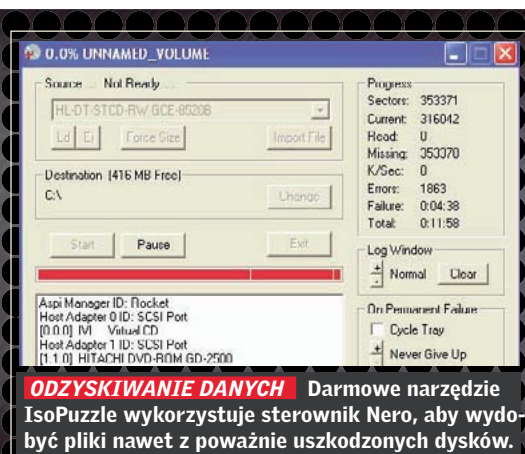 0.0% UNNAMED_VOLUME
Source ... Not Ready ...
HL-DT-STCD-RW GCE-8520B
Ld Ej Force Size Import File
Destination [416 MB Free]
C:\ Change
Start Pause Exit
Aspi Manager ID: Rocket
Host Adapter 0 ID: SCSI Port
[0.0.0] Virtual CD
Host Adapter 1 ID: SCSI Port
[1.1.0] HITACHI DVD-ROM GD-2500
Progress
Sectors: 353371
Current: 316042
Read: 0
Missing: 353370
K/Sec: 0
Errors: 1863
Failure: 0:04:38
Total: 0:11:58
Log Window
+ - Normal Clear
On Permanent Failure
Cycle Tray
+ Never Give Up
ODZYSKIWANIE DANYCH Darmowe narzędzie
IsoPuzzle wykorzystuje sterownik Nero, aby wydo-
być pliki nawet z poważnie uszkodzonych dysków.